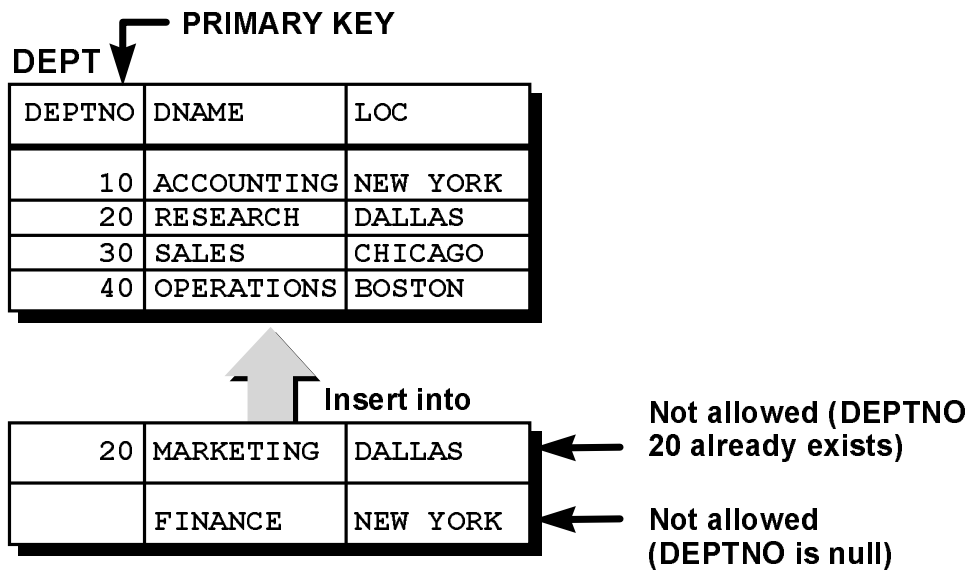 PRIMARY KEY
DEPT
DEPTNO DNAME LOC
10 ACCOUNTING NEW YORK
20 RESEARCH DALLAS
30 SALES CHICAGO
40 OPERATIONS BOSTON
Insert into
20 MARKETING DALLAS
Not allowed (DEPTNO
20 already exists)
FINANCE NEW YORK
Not allowed
(DEPTNO is null)